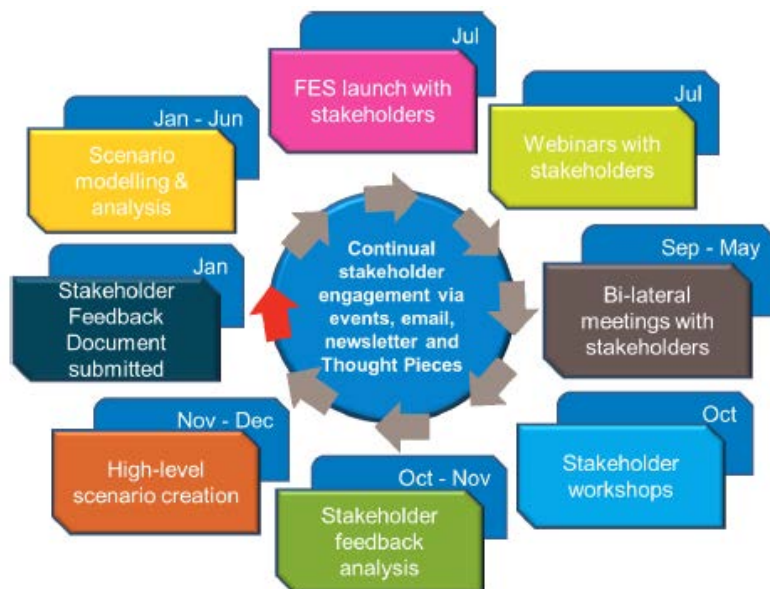 Jul
FES launch with
stakeholders
Jul
Webinars with
stakeholders
Sep - May
Bi-lateral
meetings with
stakeholders
Oct
Stakeholder
workshops
Oct - Nov
Stakeholder
feedback
analysis
Nov - Dec
High-level
scenario creation
Jan
Stakeholder
Feedback
Document
submitted
Jan - Jun
Scenario
modelling &
analysis
Continual
stakeholder
engagement via
events, email,
newsletter and
Thought Pieces